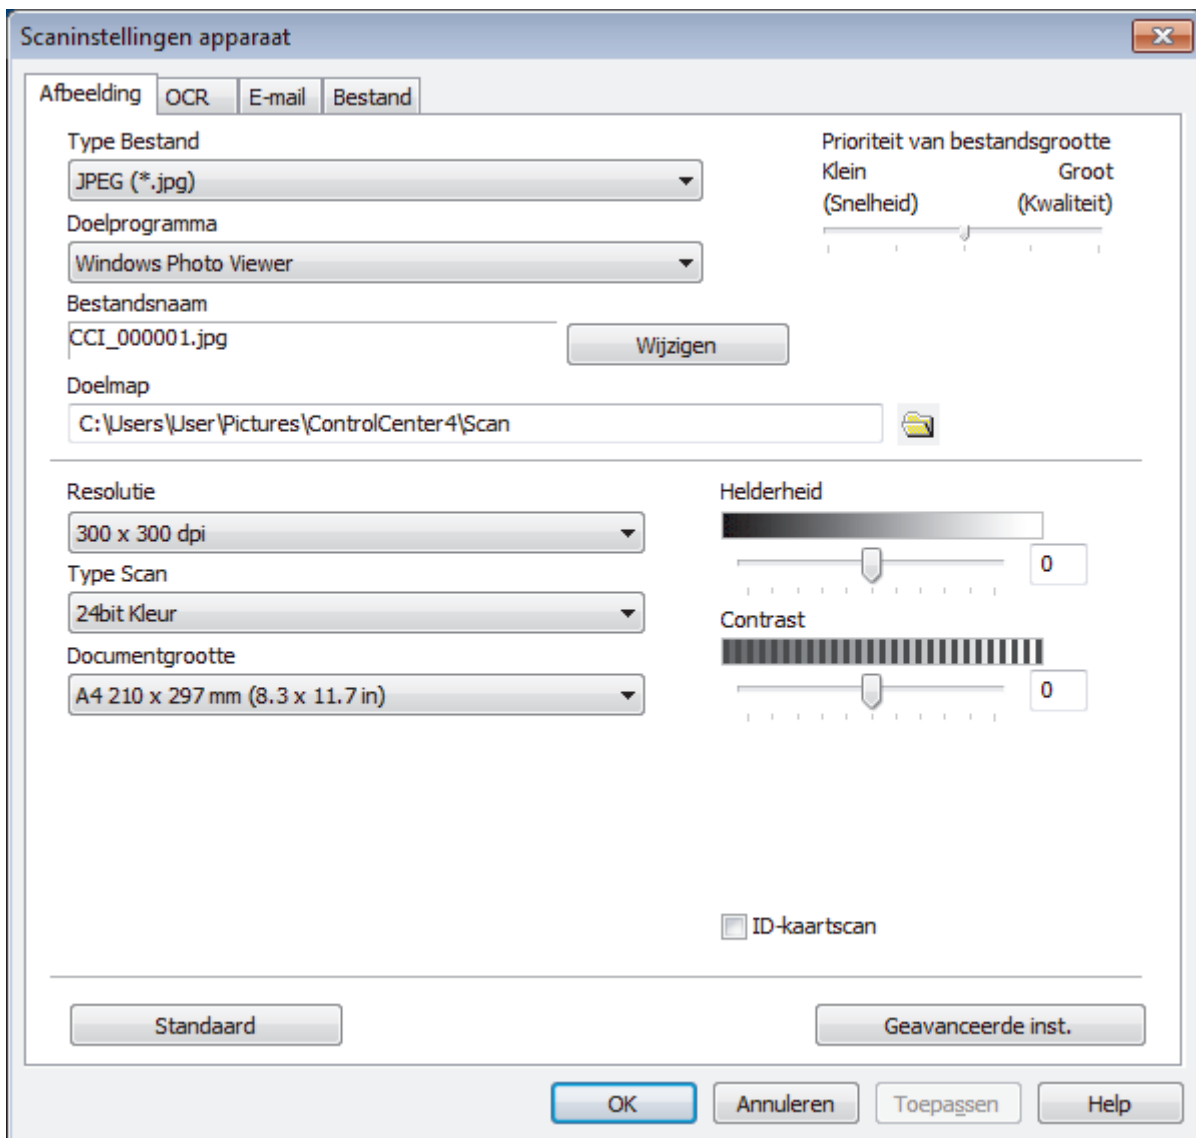 Scaninstellingen apparaat
Afbeelding OCR E-mail Bestand
Type Bestand
JPEG (*.jpg)
Doelprogramma
Windows Photo Viewer
Bestandsnaam
CCI_000001.jpg
Wijzigen
Doelmap
C:\Users\User\Pictures\ControlCenter4\Scan
Prioriteit van bestandsgrootte
Klein Groot
(Snelheid) (Kwaliteit)
Resolutie
300 x 300 dpi
Type Scan
24bit Kleur
Documentgrootte
A4 210 x 297 mm (8.3 x 11.7 in)
Helderheid
0
Contrast
0
ID-kaartscan
Standaard
Geavanceerde inst.
OK Annuleren Toepassen Help